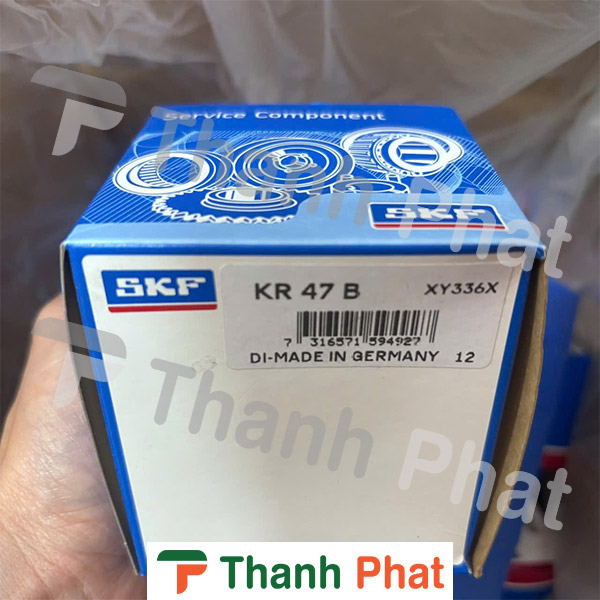 Service Component
Thanh Phat
SKF
SKF
KR 47 B
XY336X
7 316571 594927
DI-MADE IN GERMANY 12
Thanh Phat
Thanh Phat